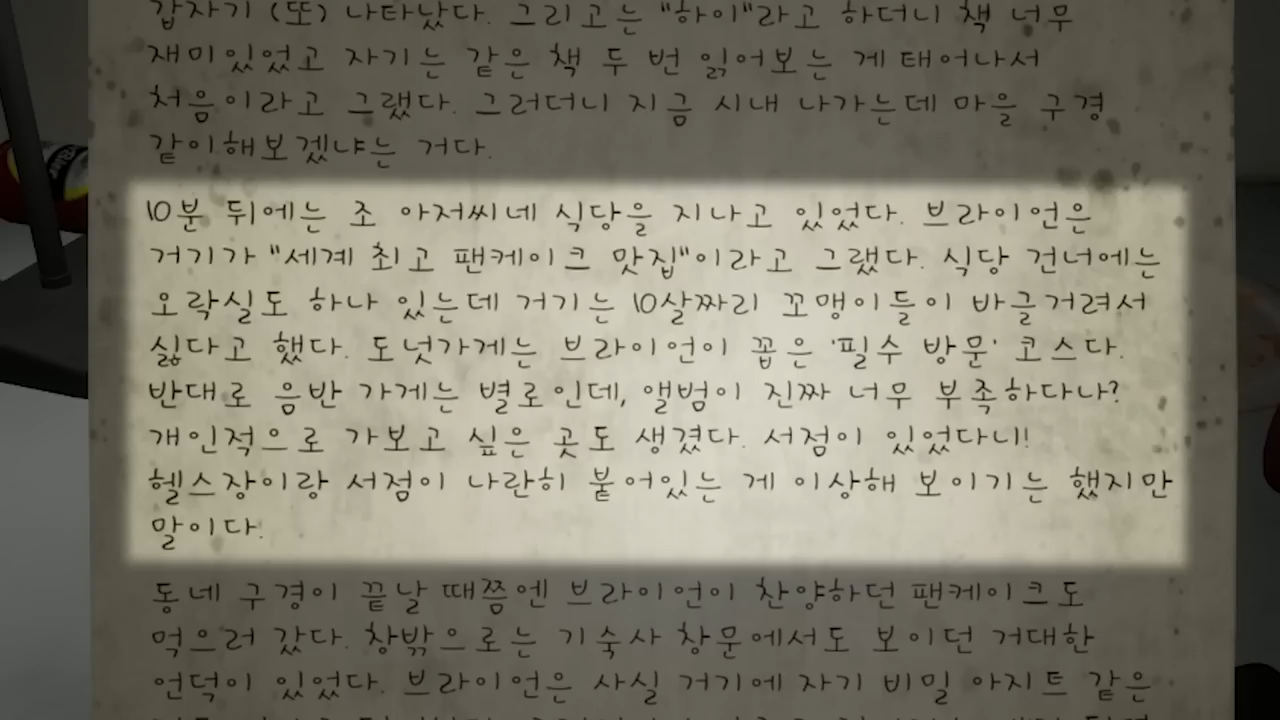 갑자기 (또) 나타났다. 그리고는 "하이"라고 하더니 책 너무
재미있었고 자기는 같은 책 두 번 읽어보는 게 태어나서
처음이라고 그랬다. 그러더니 지금 시내 나가는데 마을 구경
같이해보겠냐는 거다.
10분 뒤에는 조 아저씨네 식당을 지나고 있었다. 브라이언은
거기가 "세계 최고 팬케이크 맛집"이라고 그랬다. 식당 건너에는
오락실도 하나 있는데 거기는 10살짜리 꼬맹이들이 바글거려서
싫다고 했다. 도넛가게는 브라이언이 꼽은 '필수 방문' 코스다.
반대로 음반 가게는 별로인데, 앨범이 진짜 너무 부족하다나?
개인적으로 가보고 싶은 곳도 생겼다. 서점이 있었다니!
헬스장이랑 서점이 나란히 붙어있는 게 이상해 보이기는 했지만
말이다.
동네 구경이 끝날 때쯤엔 브라이언이 찬양하던 팬케이크도
먹으러 갔다. 창밖으로는 기숙사 창문에서도 보이던 거대한
언덕이 있었다. 브라이언은 사실 거기에 자기 비밀 아지트 같은